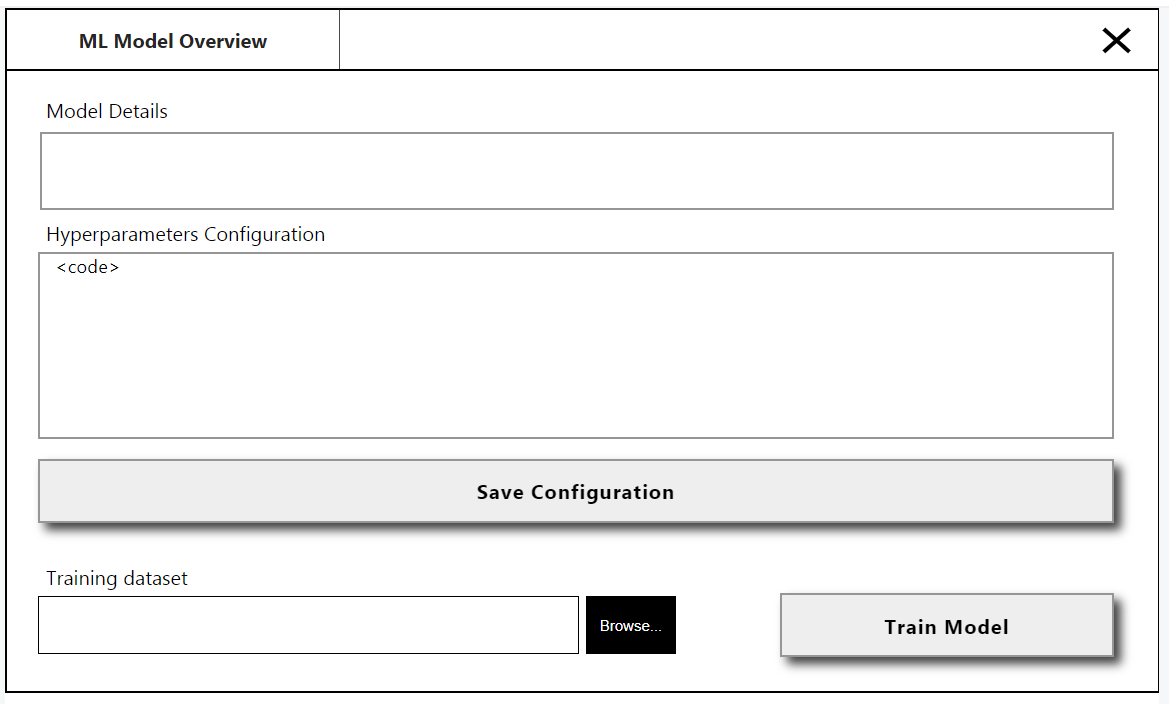 ML Model Overview
Model Details
Hyperparameters Configuration
<code>
Save Configuration
Training dataset
Browse...
Train Model